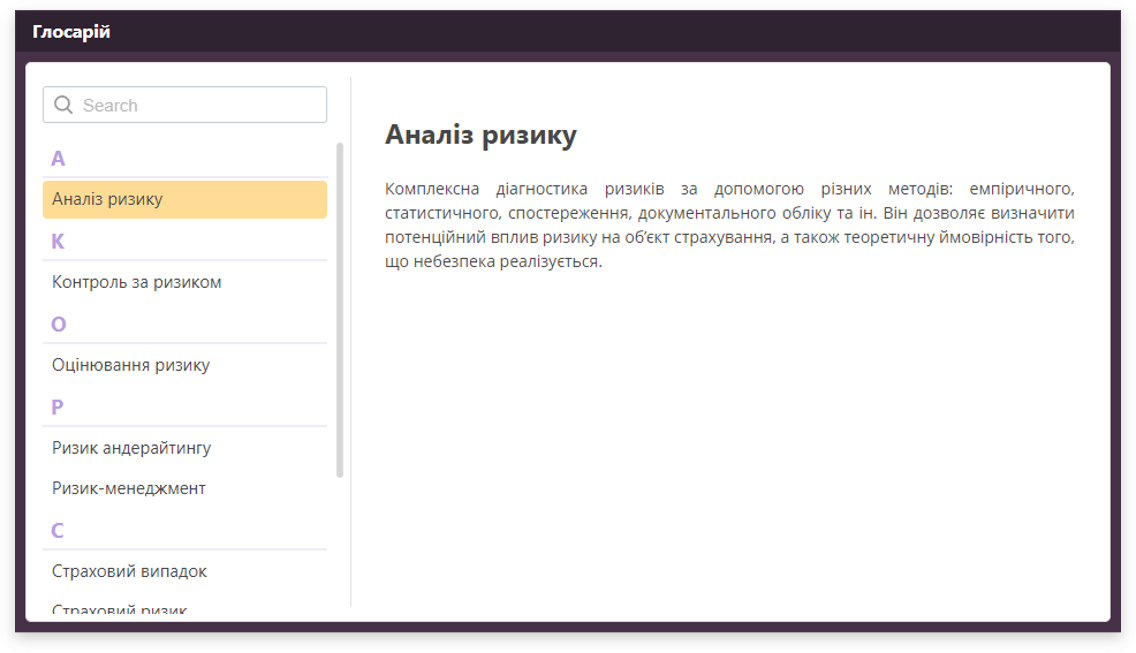 Глосарій
Search
А
Аналіз ризику
К
Контроль за ризиком
О
Оцінювання ризику
Р
Ризик андерайтингу
Ризик-менеджмент
С
Страховий випадок
Страховий ризик
Аналіз ризику
Комплексна діагностика ризиків за допомогою різних методів: емпіричного,
статистичного, спостереження, документального обліку та ін. Він дозволяє визначити
потенційний вплив ризику на об’єкт страхування, а також теоретичну ймовірність того,
що небезпека реалізується.